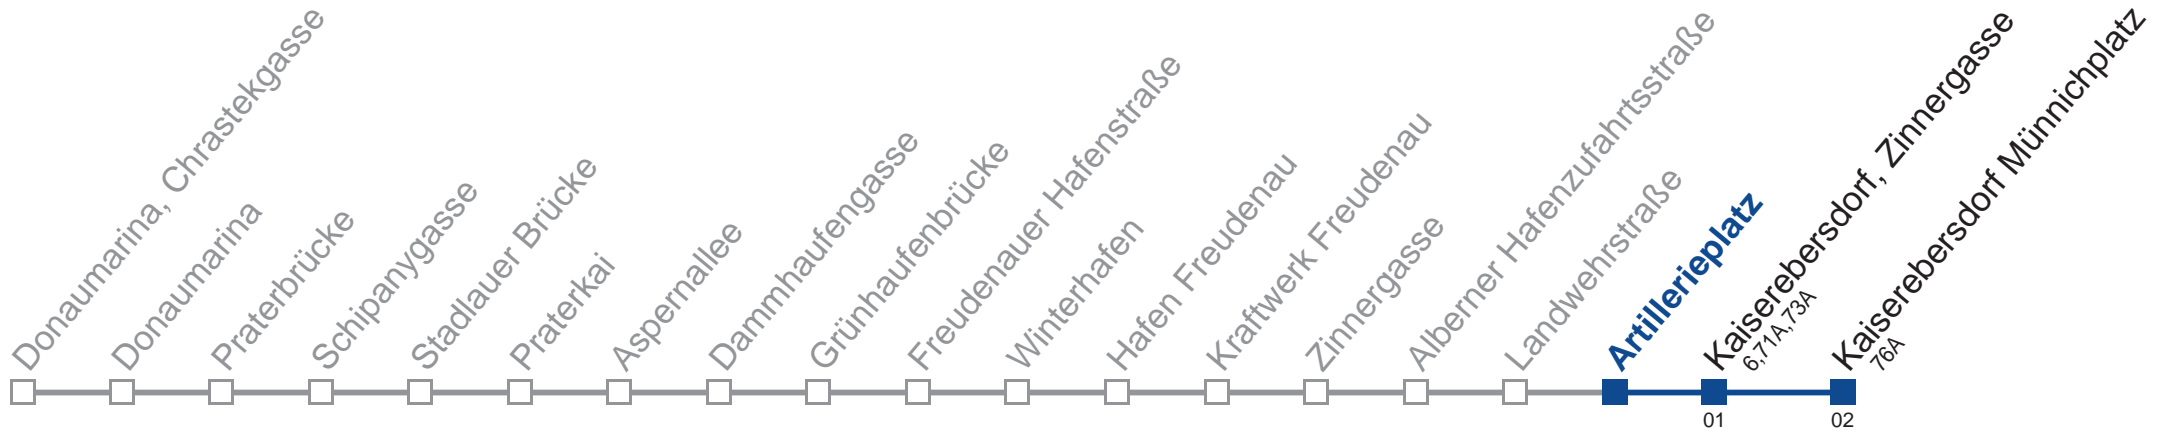 Donaumarina, Chrastekgasse
Donaumarina
Praterbrücke
Schipanygasse
Stadlauer Brücke
Praterkai
Aspernallee
Dammhaufengasse
Grünhaufenbrücke
Freudenauer Hafenstraße
Winterhafen
Hafen Freudenau
Kraftwerk Freudenau
Zinnergasse
Alberner Hafenzufahrtsstraße
Landwehrstraße
Artillerieplatz
Kaiserebersdorf, Zinnergasse
6,71A,73A
Kaiserebersdorf Münnichplatz
76A
01
02